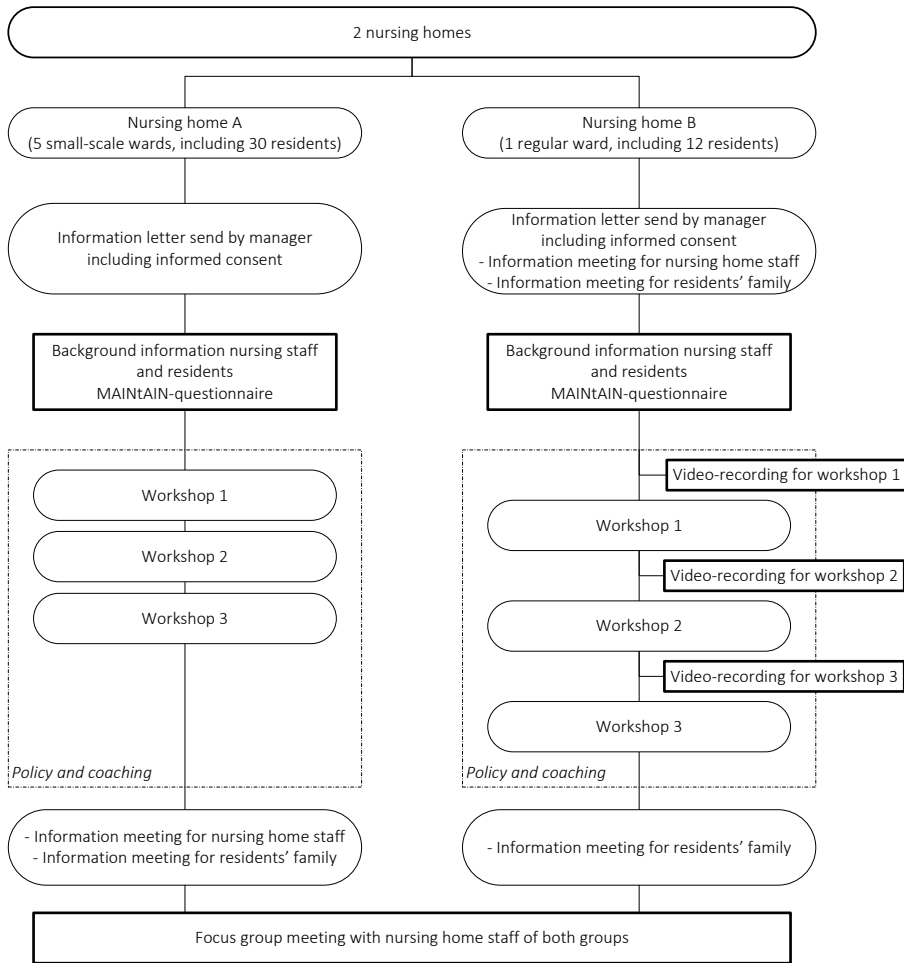 2 nursing homes
Nursing home A
(5 small-scale wards, including 30 residents)
Nursing home B
(1 regular ward, including 12 residents)
Information letter send by manager
including informed consent
Information letter send by manager
including informed consent
- Information meeting for nursing home staff
- Information meeting for residents’ family
Background information nursing staff
and residents
MAINtAIN-questionnaire
Background information nursing staff
and residents
MAINtAIN-questionnaire
Workshop 1
Workshop 2
Workshop 3
Policy and coaching
Video-recording for workshop 1
Workshop 1
Video-recording for workshop 2
Workshop 2
Video-recording for workshop 3
Workshop 3
Policy and coaching
- Information meeting for nursing home staff
- Information meeting for residents’ family
- Information meeting for residents’ family
Focus group meeting with nursing home staff of both groups